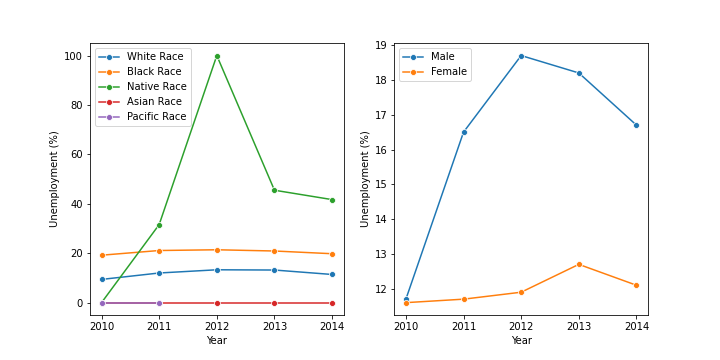 White Race
Black Race
Native Race
Asian Race
Pacific Race
100
80
60
40
20
0
Unemployment (%)
2010 2011 2012 2013 2014
Year
Male
Female
19
18
17
16
15
14
13
12
Unemployment (%)
2010 2011 2012 2013 2014
Year